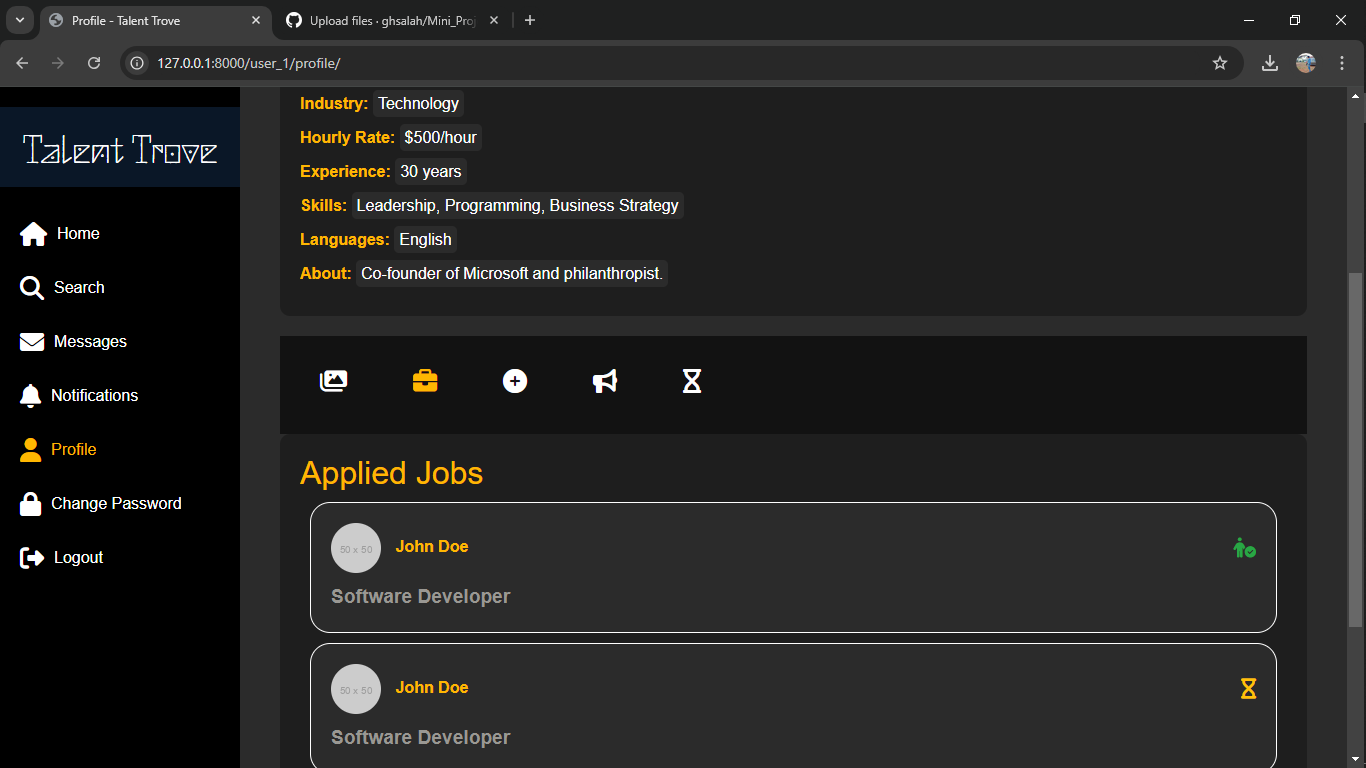 Profile - Talent Trove
Upload files · ghsalah/Mini_Proj
127.0.0.1:8000/user_1/profile/
Talent Trove
Home
Search
Messages
Notifications
Profile
Change Password
Logout
Industry: Technology
Hourly Rate: $500/hour
Experience: 30 years
Skills: Leadership, Programming, Business Strategy
Languages: English
About: Co-founder of Microsoft and philanthropist.
Applied Jobs
50 x 50
John Doe
Software Developer
50 x 50
John Doe
Software Developer